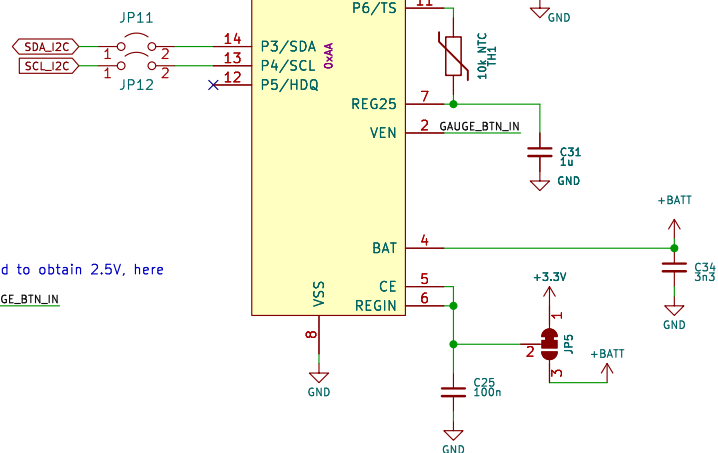 P6/TS
11
GND
JP11
SDA_I2C
1
2
14
P3/SDA
SCL_I2C
1
2
13
P4/SCL
0xAA
JP12
12
P5/HDQ
10k_NTC
TH1
REG25
7
VEN
2
GAUGE_BTN_IN
C31
1u
GND
+BATT
BAT
4
d to obtain 2.5V, here
C34
3n3
GND
CE
5
+3.3V
GE_BTN_IN
VSS
REGIN
6
1
8
2
JP5
+BATT
3
GND
C25
100n
GND